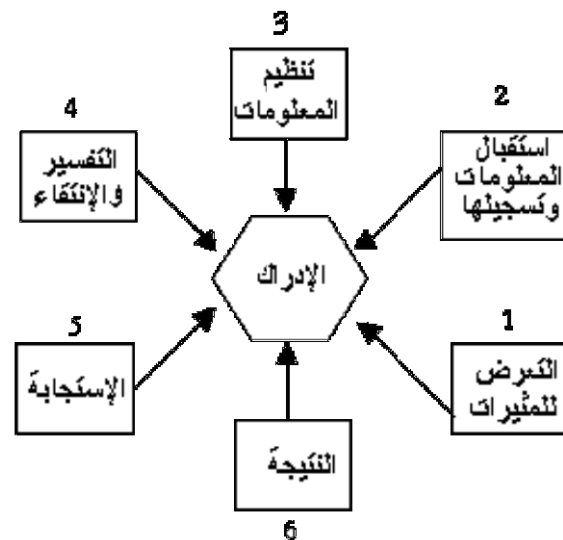 3
تنظيم
المعلومات
2
استقبال
المعلومات
وتسجيلها
4
التفسير
والإنتقاء
الإدراك
1
التعرض
للمثيرات
5
الإستجابة
النتيجة
6